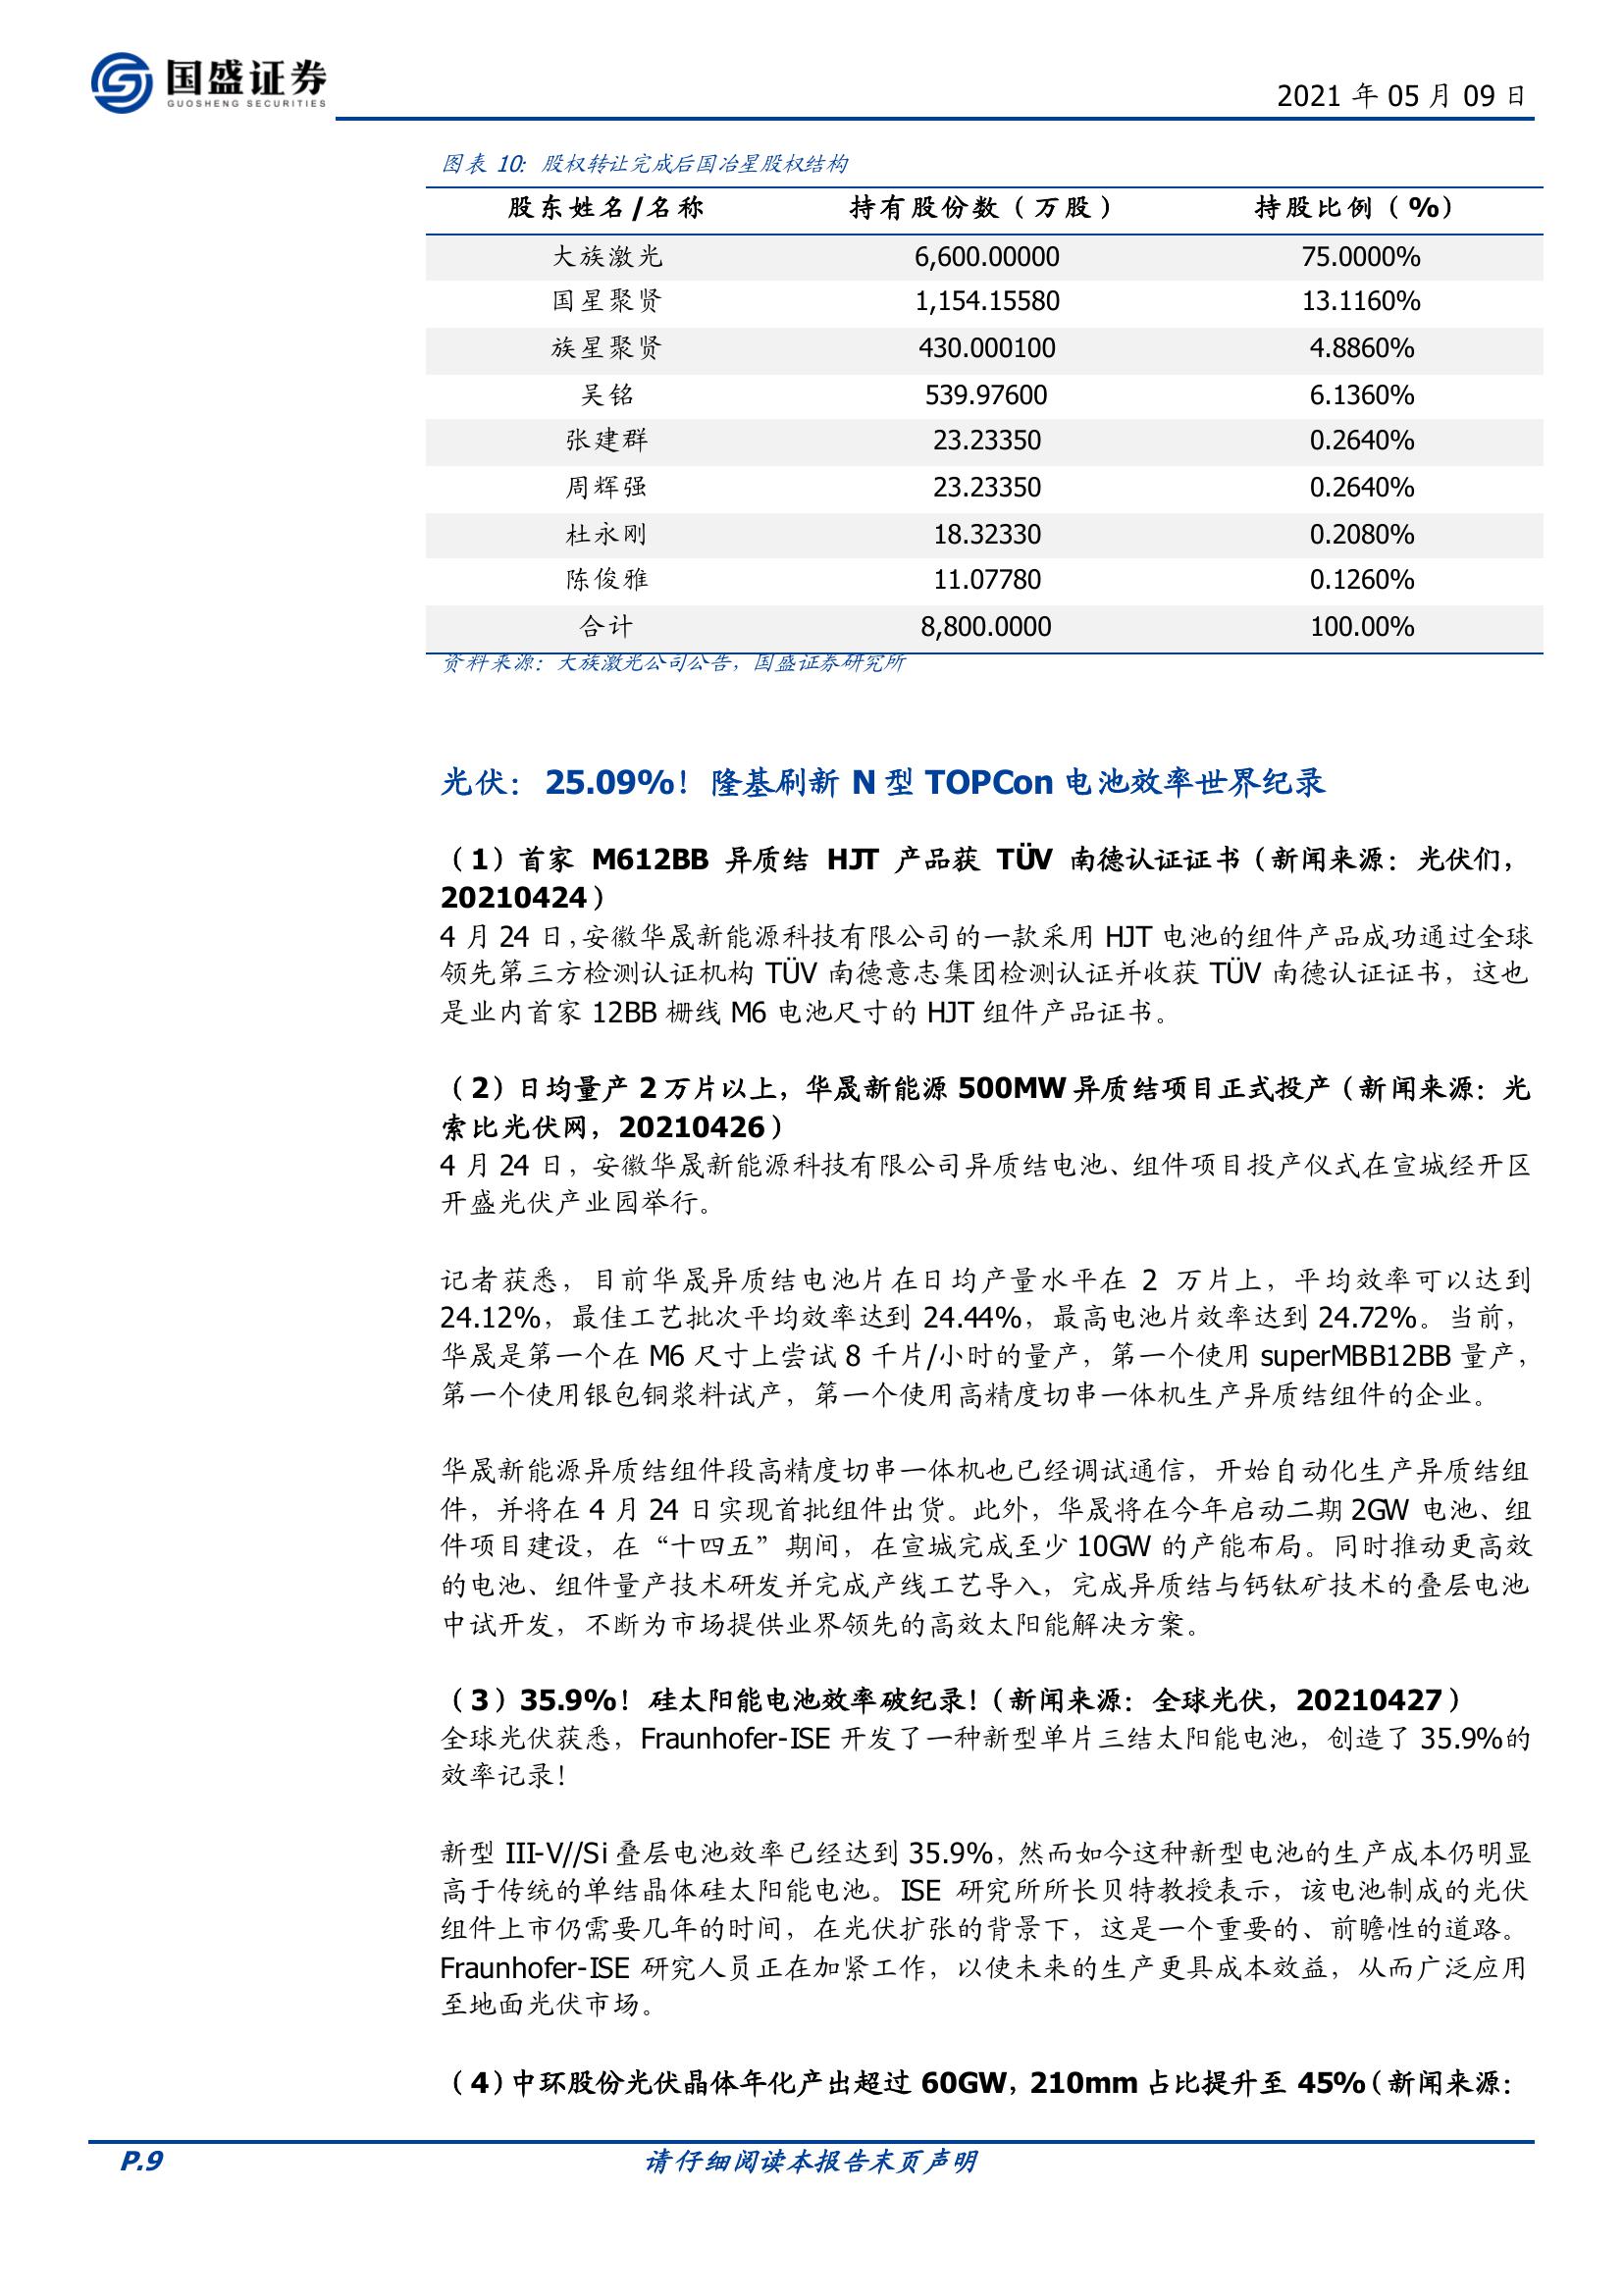 国盛证券
GUOSHENG SECURITIES
2021 年 05 月 09 日
图表 10：股权转让完成后国冶星股权结构
股东姓名/名称 持有股份数（万股） 持股比例（%）
大族激光 6,600.00000 75.0000%
国星聚贤 1,154.15580 13.1160%
族星聚贤 430.000100 4.8860%
吴铭 539.97600 6.1360%
张建群 23.23350 0.2640%
周辉强 23.23350 0.2640%
杜永刚 18.32330 0.2080%
陈俊雅 11.07780 0.1260%
合计 8,800.0000 100.00%
资料来源：大族激光公司公告，国盛证券研究所
光伏：25.09%！隆基刷新 N 型 TOPCon 电池效率世界纪录
（1）首家 M612BB 异质结 HJT 产品获 TÜV 南德认证证书（新闻来源：光伏们，
20210424）
4 月 24 日，安徽华晟新能源科技有限公司的一款采用 HJT 电池的组件产品成功通过全球
领先第三方检测认证机构 TÜV 南德意志集团检测认证并收获 TÜV 南德认证证书，这也
是业内首家 12BB 栅线 M6 电池尺寸的 HJT 组件产品证书。
（2）日均量产 2 万片以上，华晟新能源 500MW 异质结项目正式投产（新闻来源：光
索比光伏网，20210426）
4 月 24 日，安徽华晟新能源科技有限公司异质结电池、组件项目投产仪式在宣城经开区
开盛光伏产业园举行。
记者获悉，目前华晟异质结电池片在日均产量水平在 2 万片上，平均效率可以达到
24.12%，最佳工艺批次平均效率达到 24.44%，最高电池片效率达到 24.72%。当前，
华晟是第一个在 M6 尺寸上尝试 8 千片/小时的量产，第一个使用 superMBB12BB 量产，
第一个使用银包铜浆料试产，第一个使用高精度切串一体机生产异质结组件的企业。
华晟新能源异质结组件段高精度切串一体机也已经调试通信，开始自动化生产异质结组
件，并将在 4 月 24 日实现首批组件出货。此外，华晟将在今年启动二期 2GW 电池、组
件项目建设，在“十四五”期间，在宣城完成至少 10GW 的产能布局。同时推动更高效
的电池、组件量产技术研发并完成产线工艺导入，完成异质结与钙钛矿技术的叠层电池
中试开发，不断为市场提供业界领先的高效太阳能解决方案。
（3）35.9%！硅太阳能电池效率破纪录！（新闻来源：全球光伏，20210427）
全球光伏获悉，Fraunhofer-ISE 开发了一种新型单片三结太阳能电池，创造了 35.9%的
效率记录！
新型 III-V//Si 叠层电池效率已经达到 35.9%，然而如今这种新型电池的生产成本仍明显
高于传统的单结晶体硅太阳能电池。ISE 研究所所长贝特教授表示，该电池制成的光伏
组件上市仍需要几年的时间，在光伏扩张的背景下，这是一个重要的、前瞻性的道路。
Fraunhofer-ISE 研究人员正在加紧工作，以使未来的生产更具成本效益，从而广泛应用
至地面光伏市场。
（4）中环股份光伏晶体年化产出超过 60GW，210mm 占比提升至 45%（新闻来源：
P.9 请仔细阅读本报告末页声明